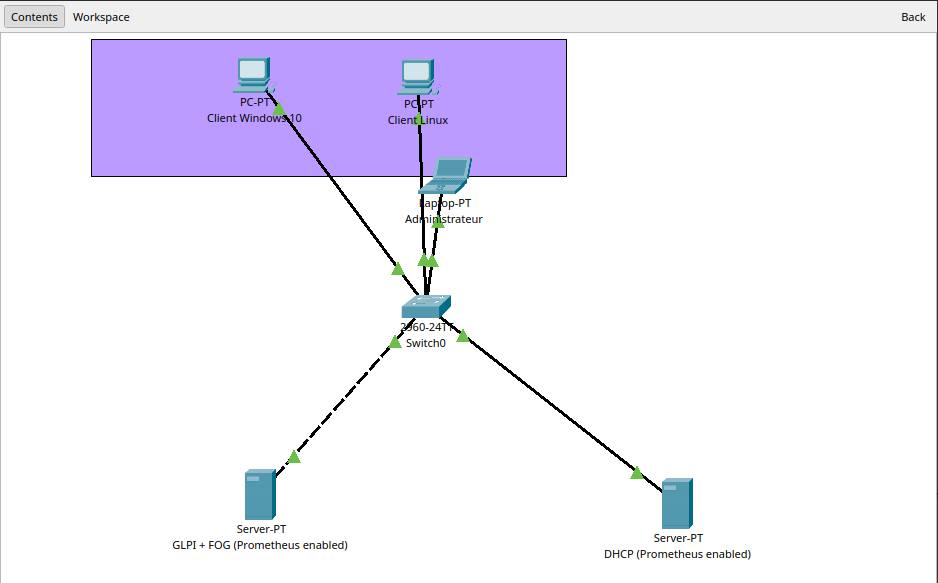 Contents Workspace Back
PC-PT
Client Windows 10
PC-PT
Client Linux
Laptop-PT
Administrateur
2960-24TT
Switch0
Server-PT
GLPI + FOG (Prometheus enabled)
Server-PT
DHCP (Prometheus enabled)